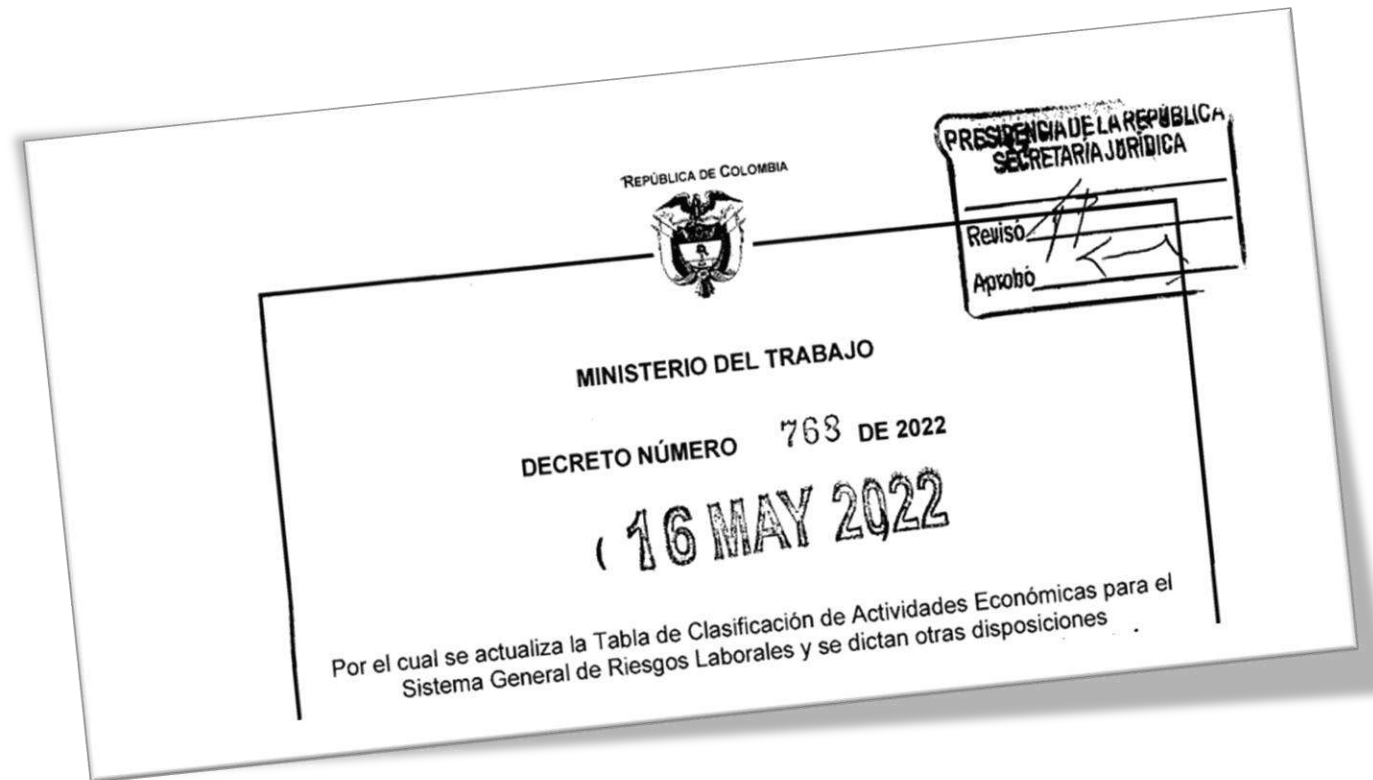 PRESIDENCIA DE LA REPÚBLICA
SECRETARÍA JURÍDICA
Revisó
Aprobó
REPÚBLICA DE COLOMBIA
MINISTERIO DEL TRABAJO
DECRETO NÚMERO 768 DE 2022
( 16 MAY 2022
Por el cual se actualiza la Tabla de Clasificación de Actividades Económicas para el
Sistema General de Riesgos Laborales y se dictan otras disposiciones